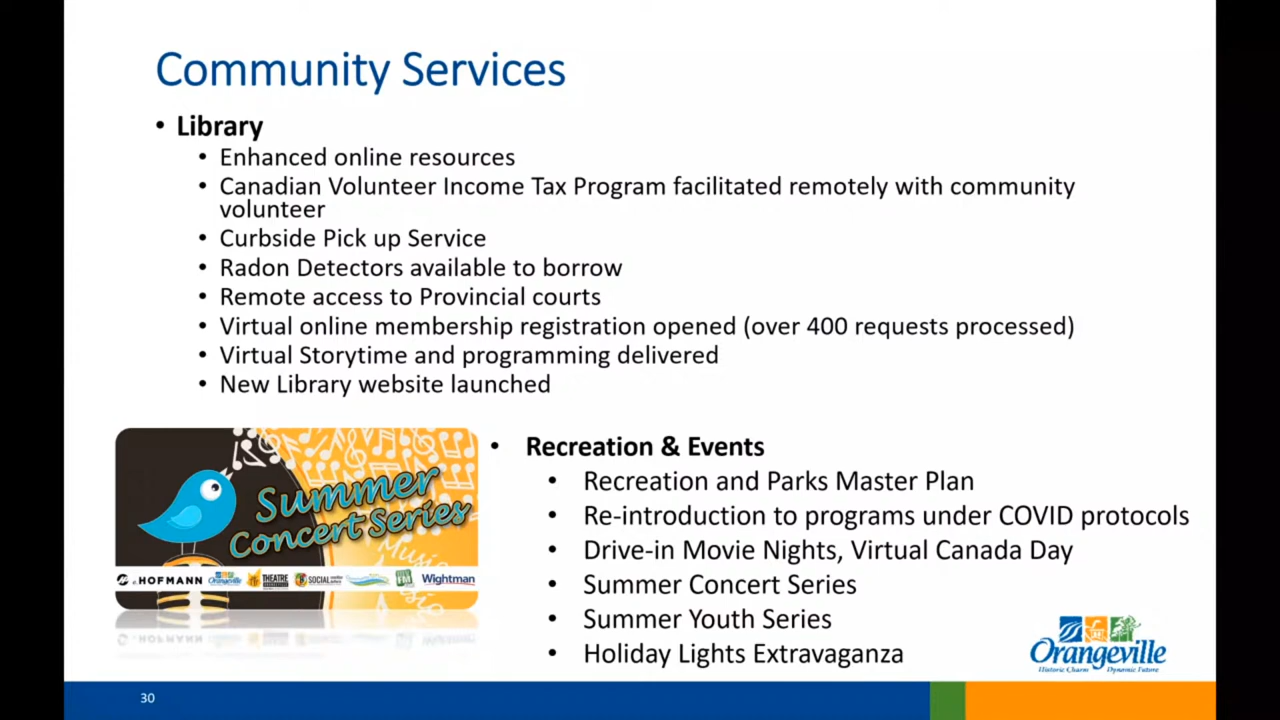 Community Services
• Library
• Enhanced online resources
• Canadian Volunteer Income Tax Program facilitated remotely with community
volunteer
• Curbside Pick up Service
• Radon Detectors available to borrow
• Remote access to Provincial courts
• Virtual online membership registration opened (over 400 requests processed)
• Virtual Storytime and programming delivered
• New Library website launched
Summer
Concert Series
Music
e.HOFMANN Orangeville THEATRE SOCIAL FM Wightman
• Recreation & Events
• Recreation and Parks Master Plan
• Re-introduction to programs under COVID protocols
• Drive-in Movie Nights, Virtual Canada Day
• Summer Concert Series
• Summer Youth Series
• Holiday Lights Extravaganza
Orangeville
Historic Charm Dynamic Future
30